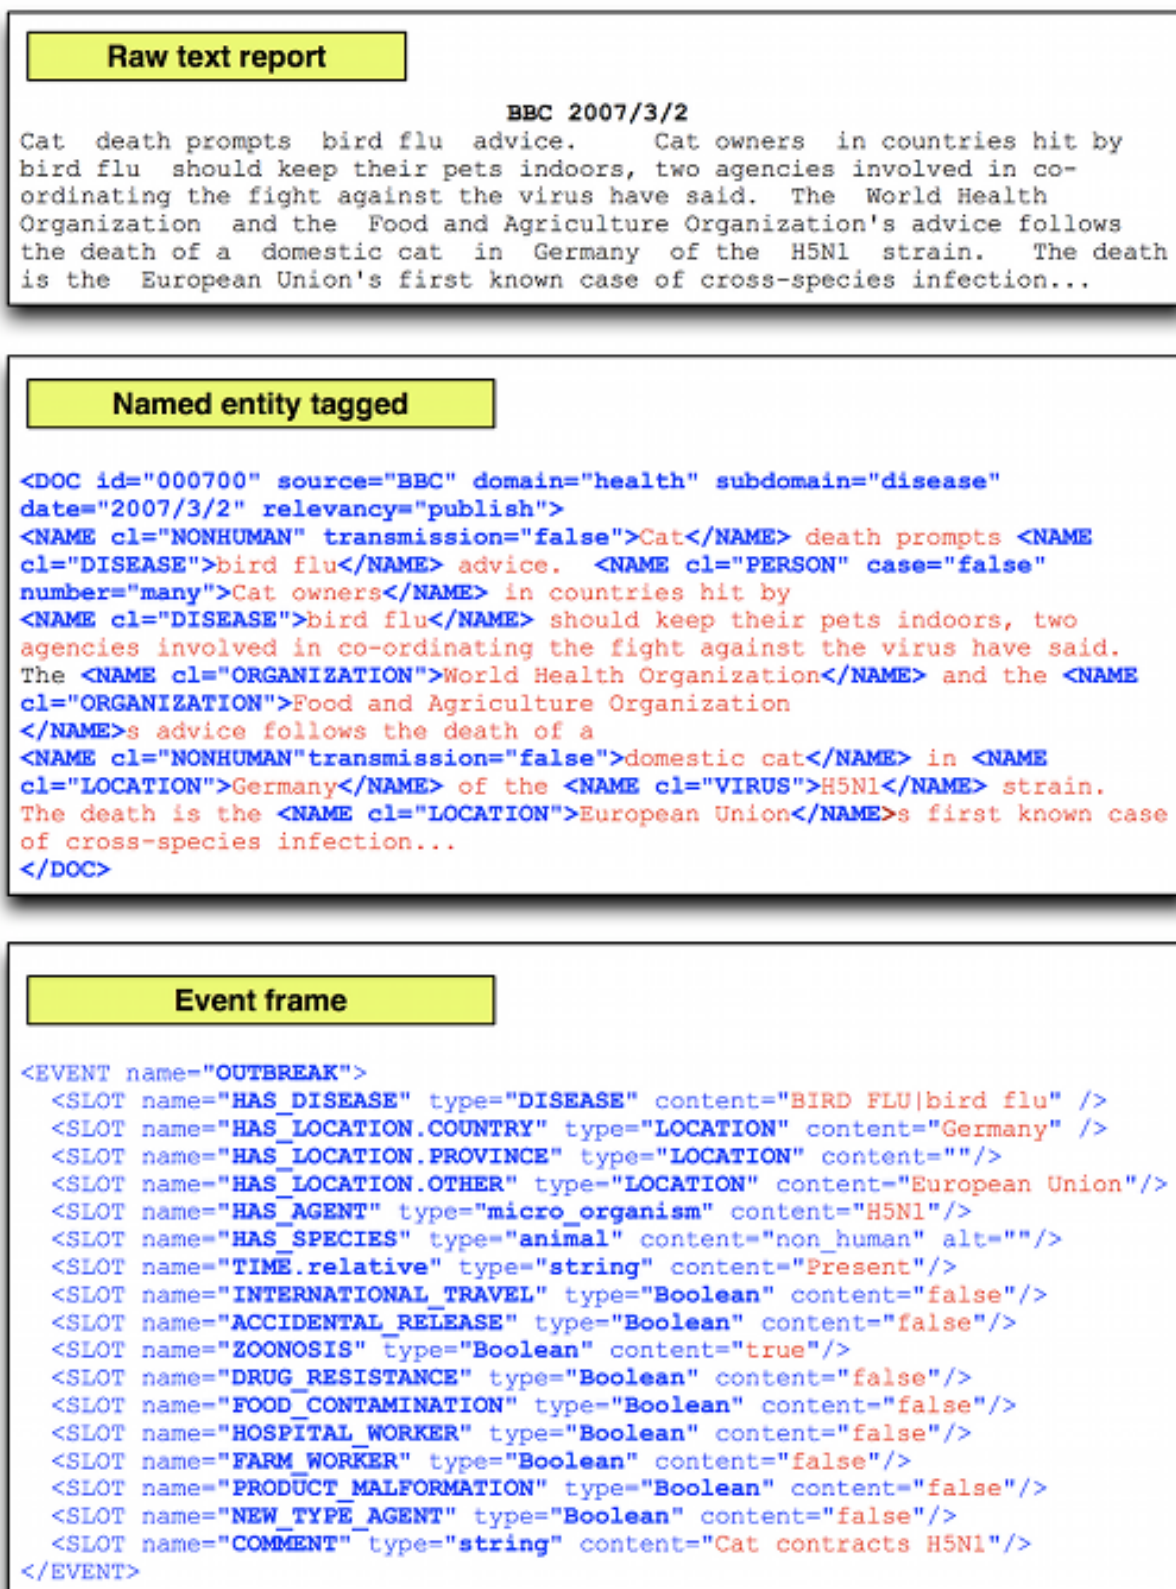 Raw text report
BBC 2007/3/2
Cat death prompts bird flu advice. Cat owners in countries hit by
bird flu should keep their pets indoors, two agencies involved in co-
ordinating the fight against the virus have said. The World Health
Organization and the Food and Agriculture Organization's advice follows
the death of a domestic cat in Germany of the H5N1 strain. The death
is the European Union's first known case of cross-species infection...
Named entity tagged
<DOC id="000700" source="BBC" domain="health" subdomain="disease"
date="2007/3/2" relevancy="publish">
<NAME cl="NONHUMAN" transmission="false">Cat</NAME> death prompts <NAME
cl="DISEASE">bird flu</NAME> advice. <NAME cl="PERSON" case="false"
number="many">Cat owners</NAME> in countries hit by
<NAME cl="DISEASE">bird flu</NAME> should keep their pets indoors, two
agencies involved in co-ordinating the fight against the virus have said.
The <NAME cl="ORGANIZATION">World Health Organization</NAME> and the <NAME
cl="ORGANIZATION">Food and Agriculture Organization
</NAME>s advice follows the death of a
<NAME cl="NONHUMAN"transmission="false">domestic cat</NAME> in <NAME
cl="LOCATION">Germany</NAME> of the <NAME cl="VIRUS">H5N1</NAME> strain.
The death is the <NAME cl="LOCATION">European Union</NAME>s first known case
of cross-species infection...
</DOC>
Event frame
<EVENT name="OUTBREAK">
<SLOT name="HAS_DISEASE" type="DISEASE" content="BIRD FLU|bird flu" />
<SLOT name="HAS_LOCATION.COUNTRY" type="LOCATION" content="Germany" />
<SLOT name="HAS_LOCATION.PROVINCE" type="LOCATION" content=""/>
<SLOT name="HAS_LOCATION.OTHER" type="LOCATION" content="European Union"/>
<SLOT name="HAS_AGENT" type="micro_organism" content="H5N1"/>
<SLOT name="HAS_SPECIES" type="animal" content="non_human" alt=""/>
<SLOT name="TIME.relative" type="string" content="Present"/>
<SLOT name="INTERNATIONAL_TRAVEL" type="Boolean" content="false"/>
<SLOT name="ACCIDENTAL_RELEASE" type="Boolean" content="false"/>
<SLOT name="ZOONOSIS" type="Boolean" content="true"/>
<SLOT name="DRUG_RESISTANCE" type="Boolean" content="false"/>
<SLOT name="FOOD_CONTAMINATION" type="Boolean" content="false"/>
<SLOT name="HOSPITAL_WORKER" type="Boolean" content="false"/>
<SLOT name="FARM_WORKER" type="Boolean" content="false"/>
<SLOT name="PRODUCT_MALFORMATION" type="Boolean" content="false"/>
<SLOT name="NEW_TYPE_AGENT" type="Boolean" content="false"/>
<SLOT name="COMMENT" type="string" content="Cat contracts H5N1"/>
</EVENT>